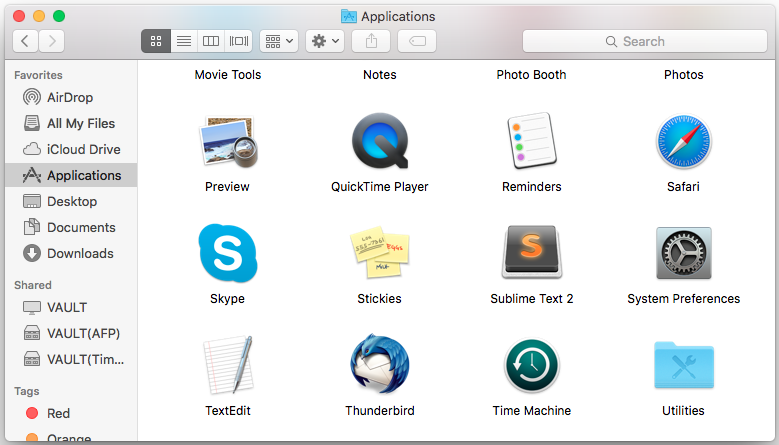 Applications
Search
Favorites
AirDrop
All My Files
iCloud Drive
Applications
Desktop
Documents
Downloads
Shared
VAULT
VAULT(AFP)
VAULT(Tim...
Tags
Red
Orange
Movie Tools
Notes
Photo Booth
Photos
Preview
QuickTime Player
Reminders
Safari
Skype
Stickies
Sublime Text 2
System Preferences
TextEdit
Thunderbird
Time Machine
Utilities